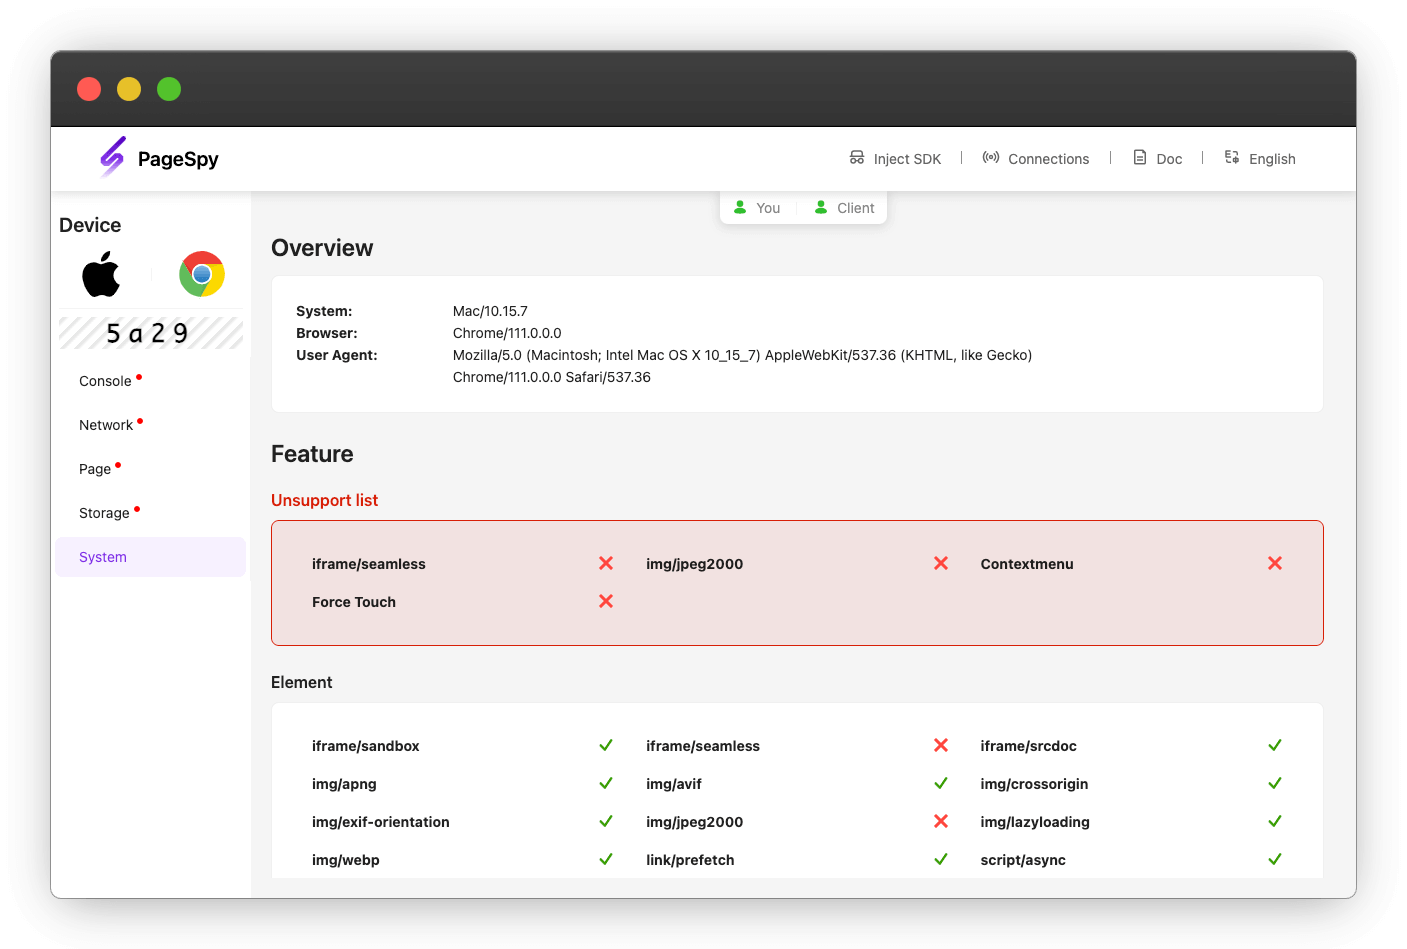 PageSpy
Inject SDK
Connections
Doc
English
You
Client
Device
5a29
Console
Network
Page
Storage
System
Overview
System: Mac/10.15.7
Browser: Chrome/111.0.0.0
User Agent: Mozilla/5.0 (Macintosh; Intel Mac OS X 10_15_7) AppleWebKit/537.36 (KHTML, like Gecko)
Chrome/111.0.0.0 Safari/537.36
Feature
Unsupport list
iframe/seamless img/jpeg2000 Contextmenu
Force Touch
Element
iframe/sandbox iframe/seamless iframe/srcdoc
img/apng img/avif img/crossorigin
img/exif-orientation img/jpeg2000 img/lazyloading
img/webp link/prefetch script/async